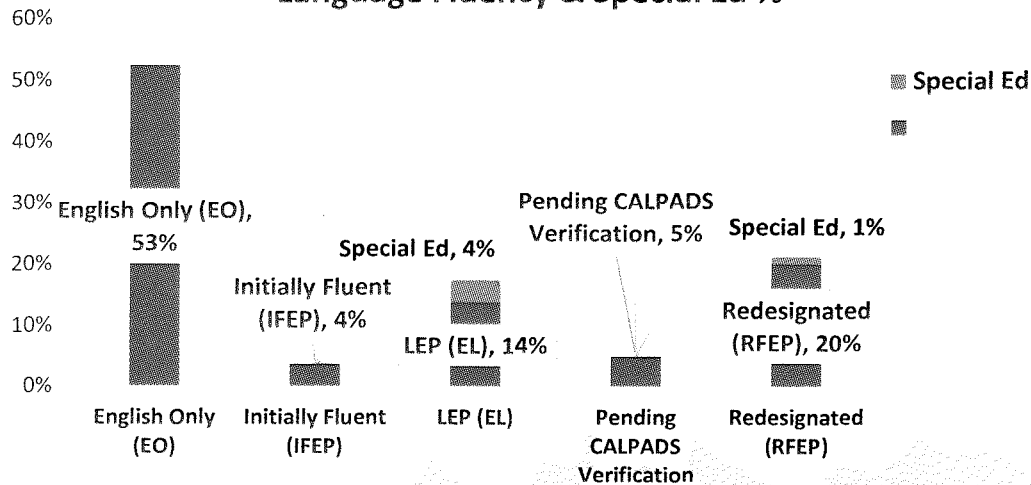 Language Fluency & Special Ed %
60%
50%
40%
30%
20%
10%
0%
English Only (EO),
53%
Initially Fluent
(IFEP), 4%
Special Ed, 4%
LEP (EL), 14%
Pending CALPADS
Verification, 5%
Special Ed, 1%
Redesignated
(RFEP), 20%
Special Ed
English Only
(EO)
Initially Fluent
(IFEP)
LEP (EL)
Pending
CALPADS
Verification
Redesignated
(RFEP)